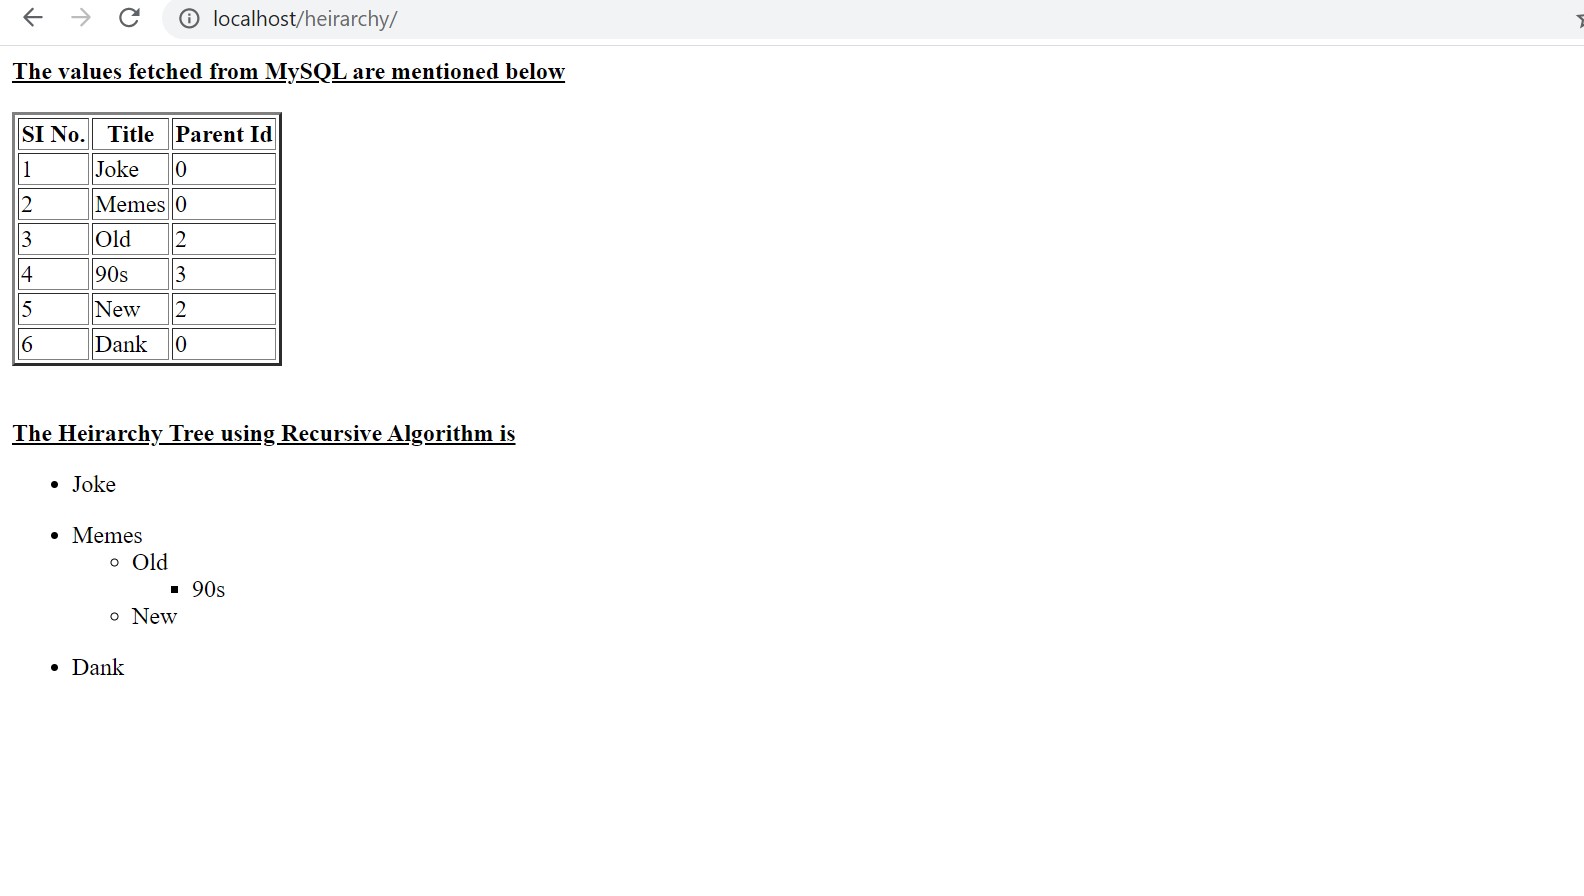 localhost/heirarchy/
The values fetched from MySQL are mentioned below
SI No. Title Parent Id
1 Joke 0
2 Memes 0
3 Old 2
4 90s 3
5 New 2
6 Dank 0
The Heirarchy Tree using Recursive Algorithm is
Joke
Memes
Old
90s
New
Dank